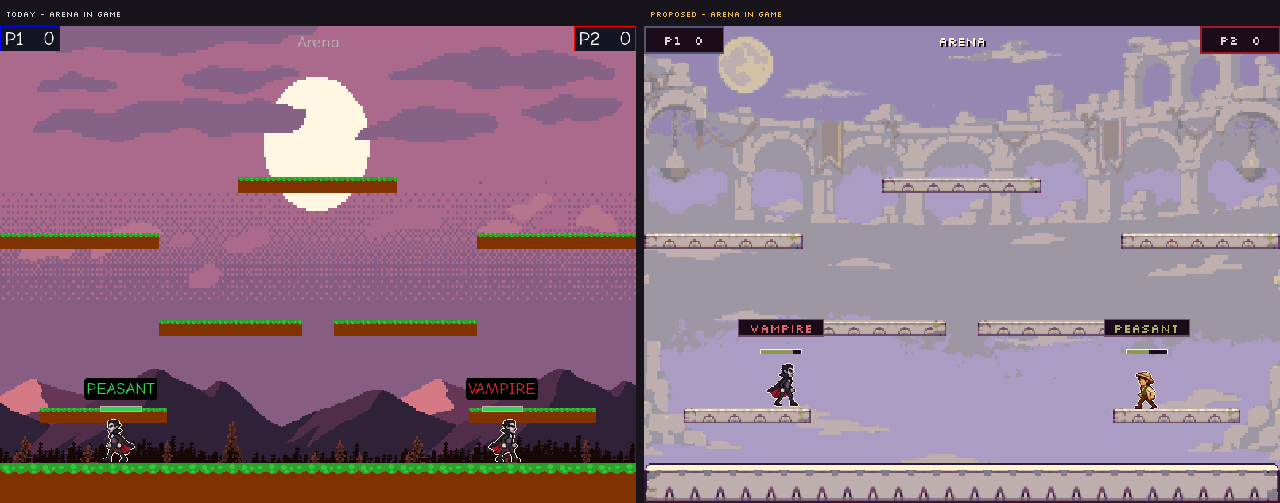 TODAY - ARENA IN GAME
PROPOSED - ARENA IN GAME
P1 0
Arena
P2 0
P1 0
ARENA
P2 0
VAMPIRE
PEASANT
PEASANT
VAMPIRE